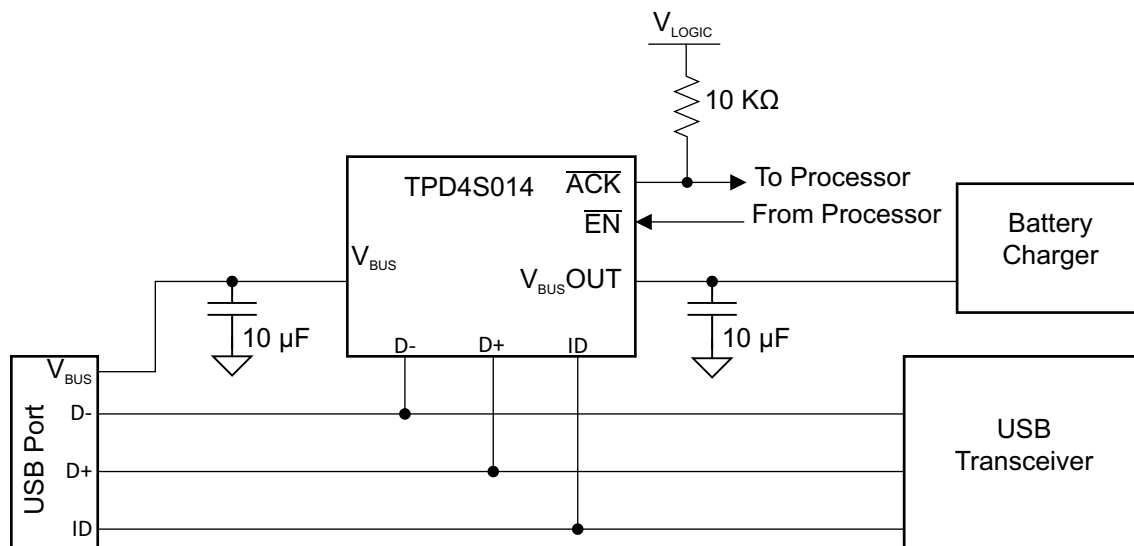 VLOGIC
10 KΩ
TPD4S014
ACK
To Processor
EN
From Processor
Battery
Charger
VBUS
VBUSOUT
10 µF
10 µF
D-
D+
ID
USB Port
VBUS
D-
D+
ID
USB
Transceiver